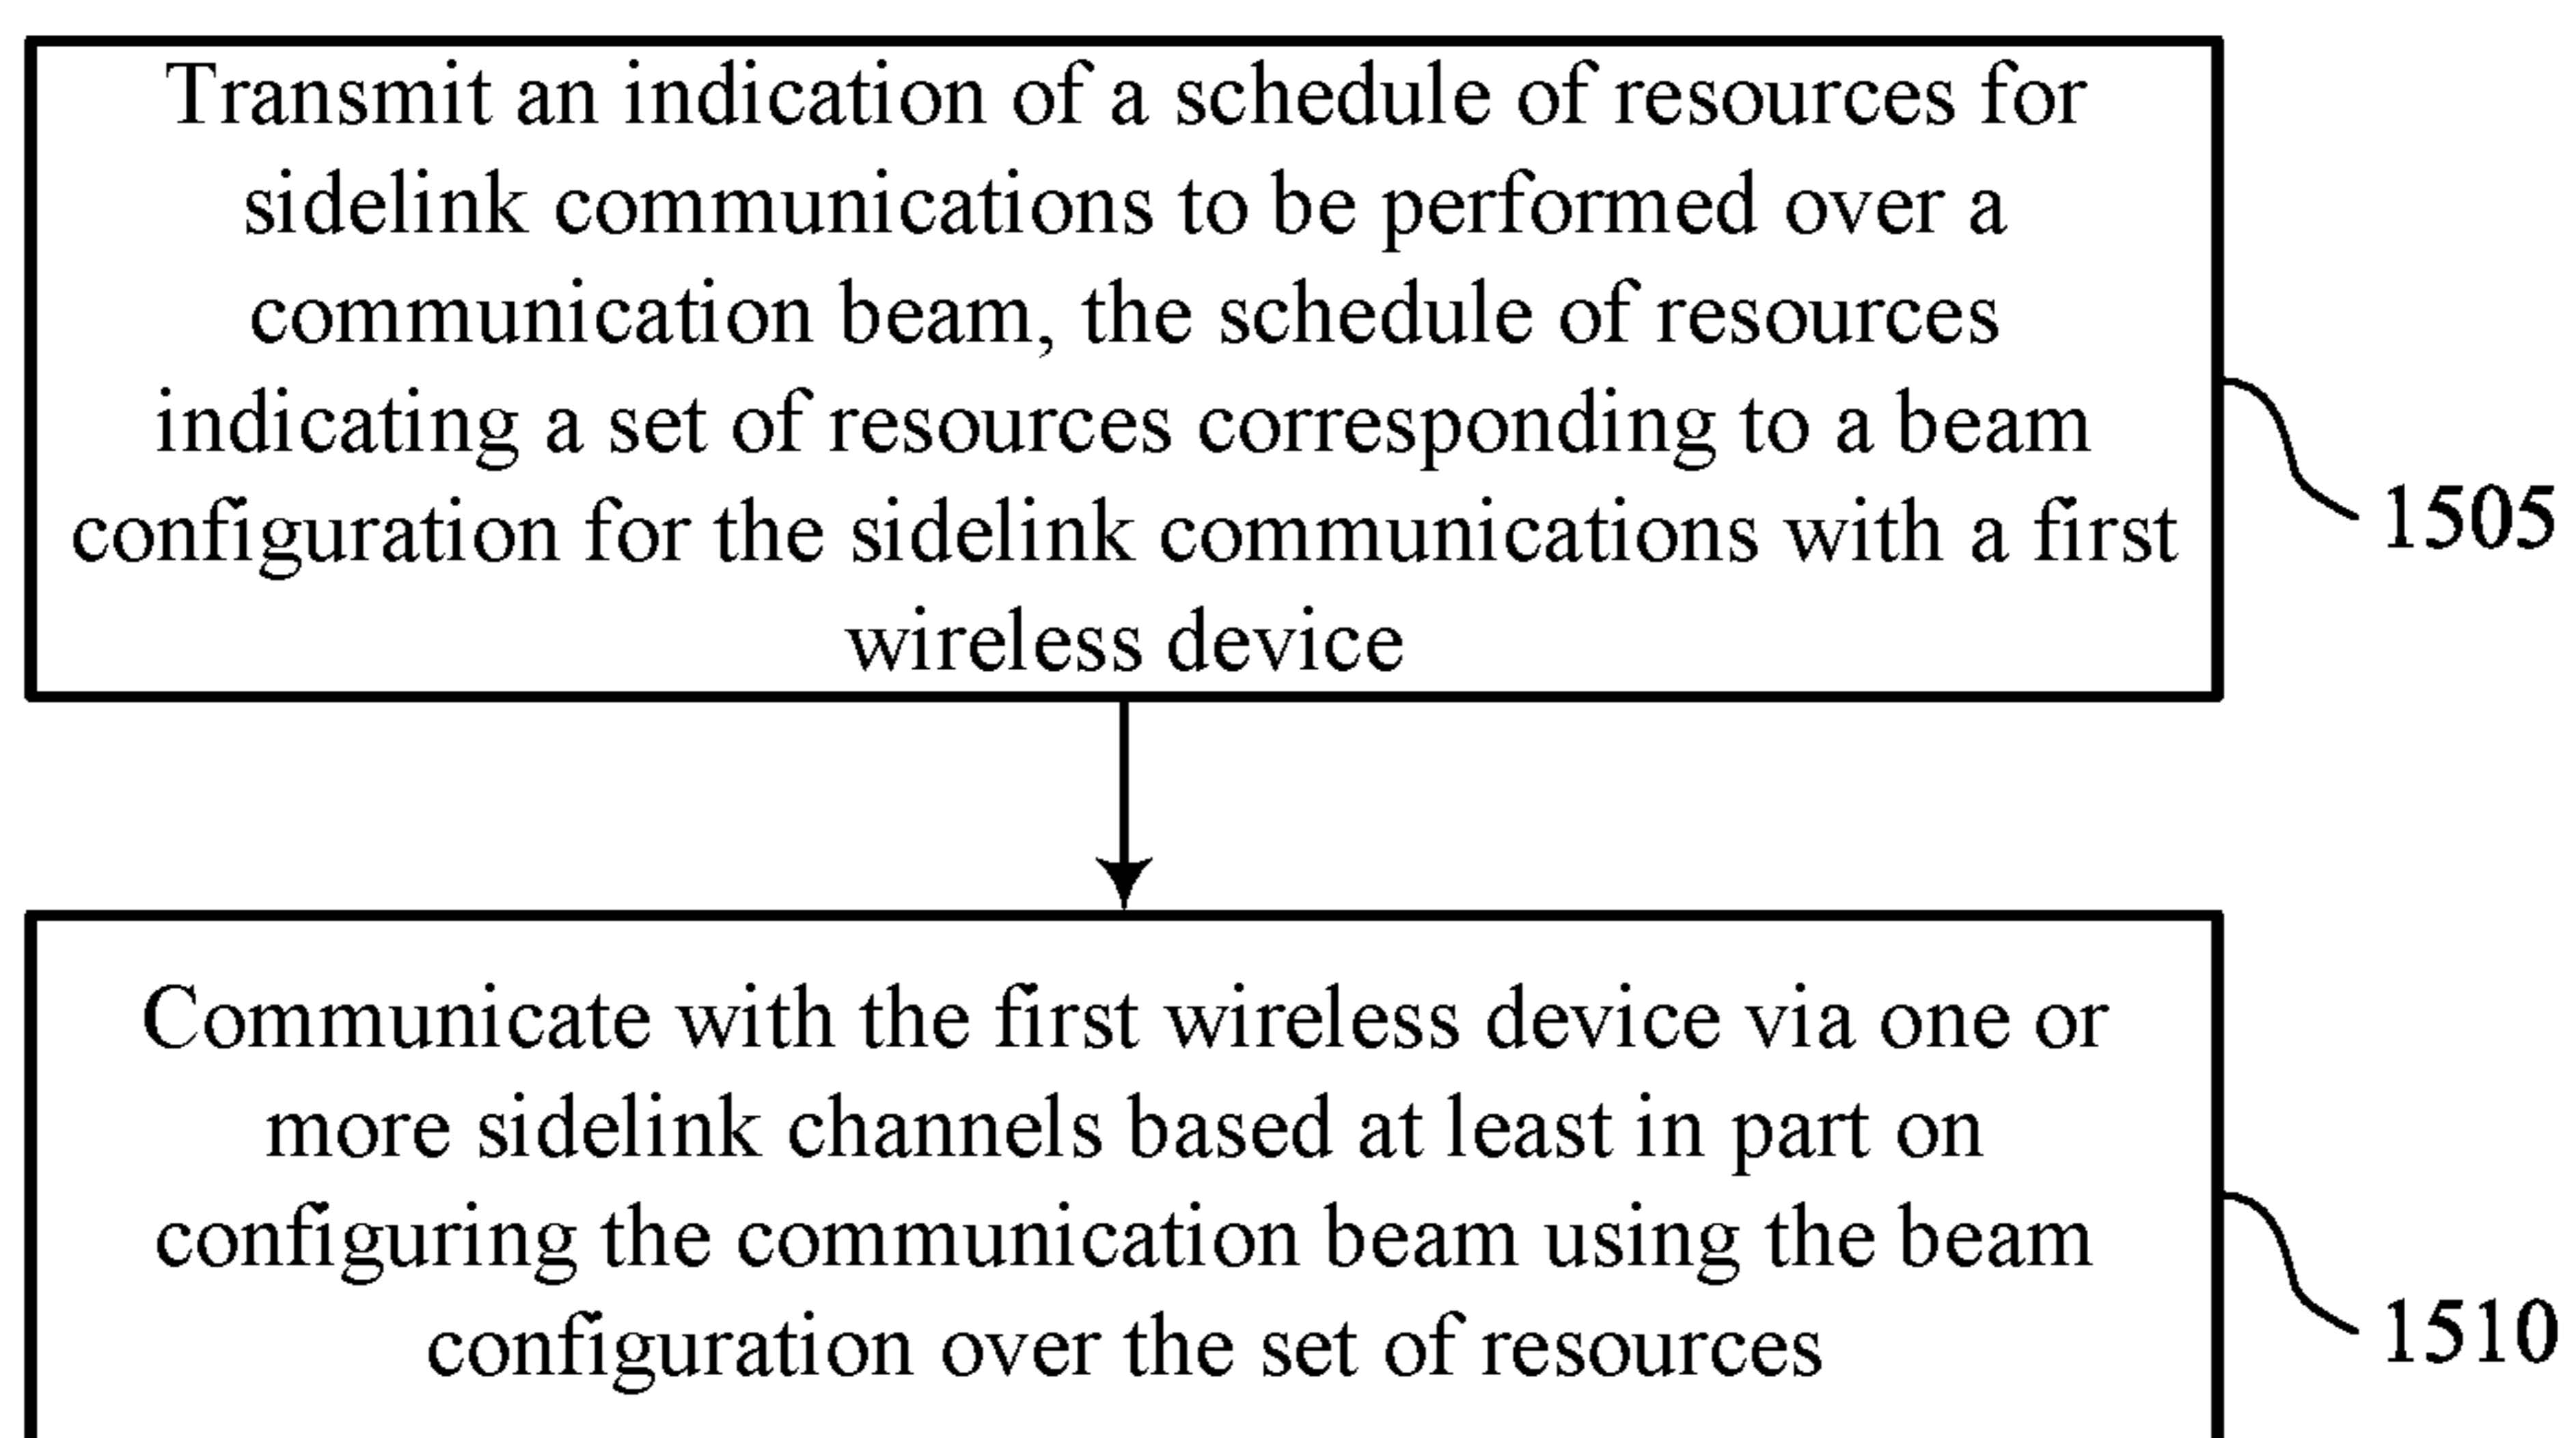 Transmit an indication of a schedule of resources for
sidelink communications to be performed over a
communication beam, the schedule of resources
indicating a set of resources corresponding to a beam
configuration for the sidelink communications with a first
wireless device
1505
Communicate with the first wireless device via one or
more sidelink channels based at least in part on
configuring the communication beam using the beam
configuration over the set of resources
1510